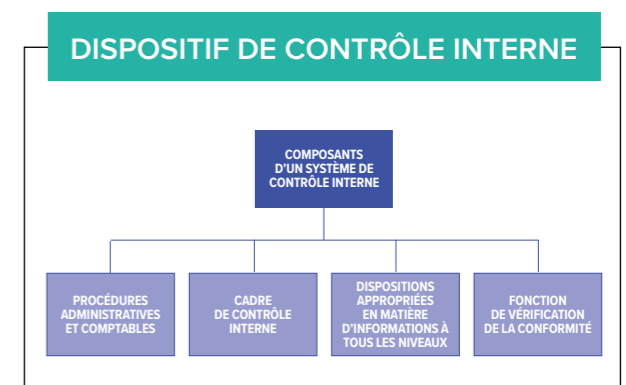 DISPOSITIF DE CONTRÔLE INTERNE
COMPOSANTS
D'UN SYSTÈME DE
CONTRÔLE INTERNE
PROCÉDURES
ADMINISTRATIVES
ET COMPTABLES
CADRE
DE CONTRÔLE
INTERNE
DISPOSITIONS
APPROPRIÉES
EN MATIÈRE
D'INFORMATIONS À
TOUS LES NIVEAUX
FONCTION
DE VÉRIFICATION
DE LA CONFORMITÉ